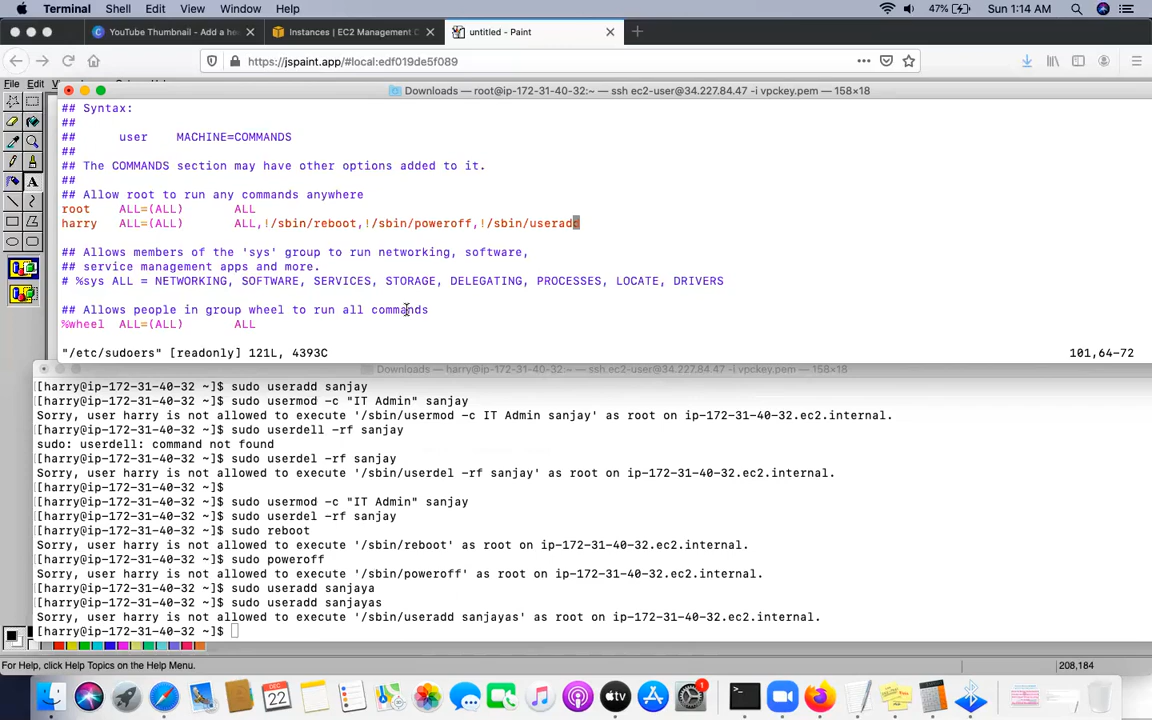 Terminal Shell Edit View Window Help 47% Sun 1:14 AM
YouTube Thumbnail - Add a he × Instances | EC2 Management C × untitled - Paint × +
https://jspaint.app/#local:edf019de5f089
File Edit
Downloads — root@ip-172-31-40-32:~ — ssh ec2-user@34.227.84.47 -i vpckey.pem — 158×18
## Syntax:
##
## user MACHINE=COMMANDS
##
## The COMMANDS section may have other options added to it.
##
## Allow root to run any commands anywhere
root ALL=(ALL) ALL
harry ALL=(ALL) ALL,!/sbin/reboot,!/sbin/poweroff,!/sbin/useradd
## Allows members of the 'sys' group to run networking, software,
## service management apps and more.
# %sys ALL = NETWORKING, SOFTWARE, SERVICES, STORAGE, DELEGATING, PROCESSES, LOCATE, DRIVERS
## Allows people in group wheel to run all commands
%wheel ALL=(ALL) ALL
"/etc/sudoers" [readonly] 121L, 4393C 101,64-72
Downloads — harry@ip-172-31-40-32:~ — ssh ec2-user@34.227.84.47 -i vpckey.pem — 158×18
[harry@ip-172-31-40-32 ~]$ sudo useradd sanjay
[harry@ip-172-31-40-32 ~]$ sudo usermod -c "IT Admin" sanjay
Sorry, user harry is not allowed to execute '/sbin/usermod -c IT Admin sanjay' as root on ip-172-31-40-32.ec2.internal.
[harry@ip-172-31-40-32 ~]$ sudo userdell -rf sanjay
sudo: userdell: command not found
[harry@ip-172-31-40-32 ~]$ sudo userdel -rf sanjay
Sorry, user harry is not allowed to execute '/sbin/userdel -rf sanjay' as root on ip-172-31-40-32.ec2.internal.
[harry@ip-172-31-40-32 ~]$
[harry@ip-172-31-40-32 ~]$ sudo usermod -c "IT Admin" sanjay
[harry@ip-172-31-40-32 ~]$ sudo userdel -rf sanjay
[harry@ip-172-31-40-32 ~]$ sudo reboot
Sorry, user harry is not allowed to execute '/sbin/reboot' as root on ip-172-31-40-32.ec2.internal.
[harry@ip-172-31-40-32 ~]$ sudo poweroff
Sorry, user harry is not allowed to execute '/sbin/poweroff' as root on ip-172-31-40-32.ec2.internal.
[harry@ip-172-31-40-32 ~]$ sudo useradd sanjaya
[harry@ip-172-31-40-32 ~]$ sudo useradd sanjayas
Sorry, user harry is not allowed to execute '/sbin/useradd sanjayas' as root on ip-172-31-40-32.ec2.internal.
[harry@ip-172-31-40-32 ~]$
For Help, click Help Topics on the Help Menu. 208,184
DEC
22
tv
1